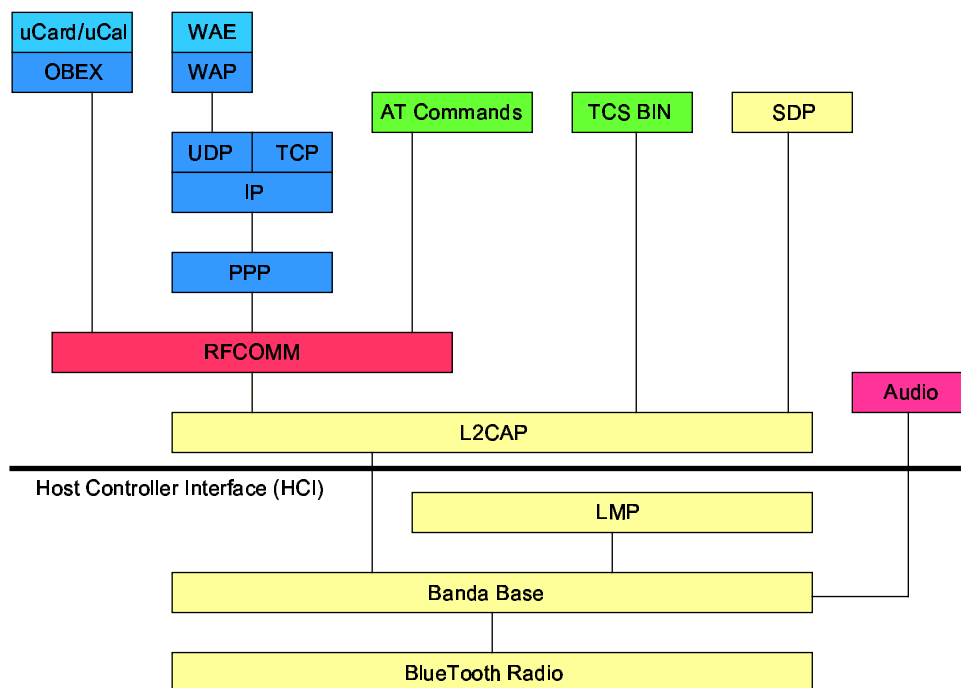 uCard/uCal
WAE
OBEX
WAP
AT Commands
TCS BIN
SDP
UDP
TCP
IP
PPP
RFCOMM
Audio
L2CAP
Host Controller Interface (HCI)
LMP
Banda Base
BlueTooth Radio